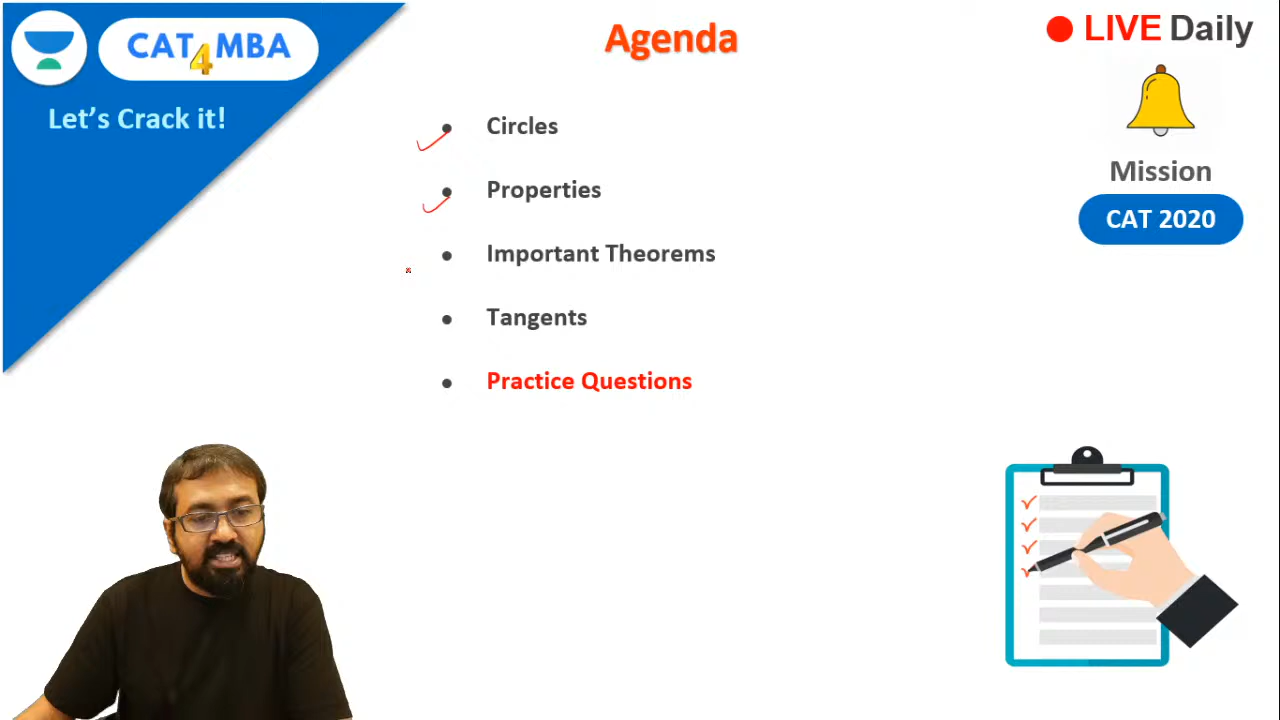 CAT4MBA
Let's Crack it!
Agenda
LIVE Daily
• Circles
• Properties
• Important Theorems
• Tangents
• Practice Questions
Mission
CAT 2020